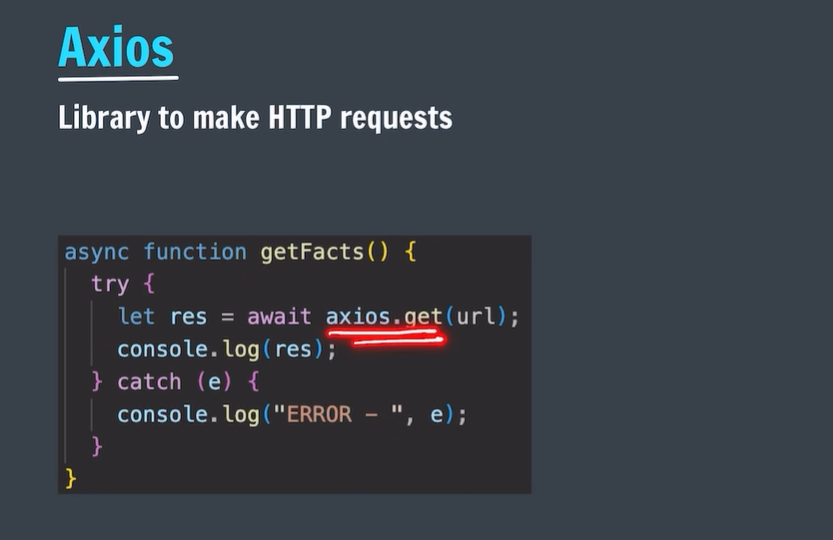 Axios
Library to make HTTP requests
async function getFacts() {
try {
let res = await axios.get(url);
console.log(res);
} catch (e) {
console.log("ERROR - ", e);
}
}